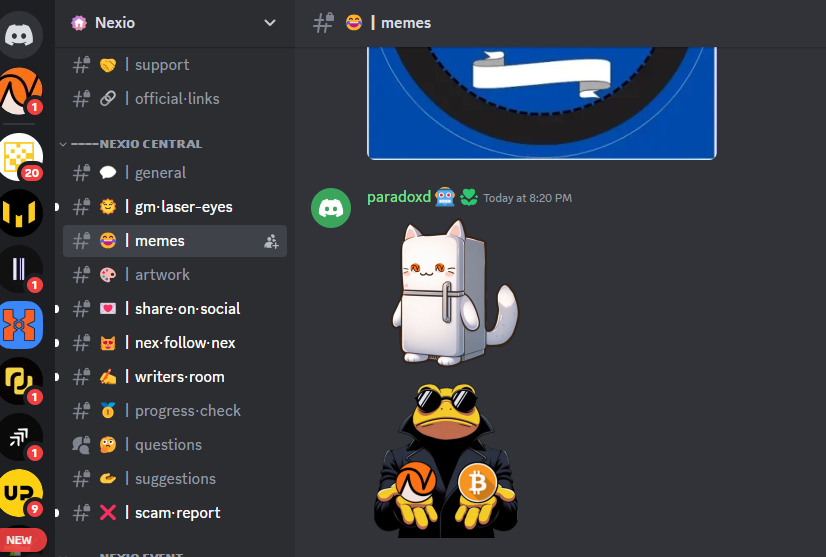 Nexio
| memes
| support
| official·links
1
----NEXIO CENTRAL
20
| general
| gm·laser-eyes
| memes
1
| artwork
| share·on·social
| nex·follow·nex
1
| writers·room
| progress·check
1
| questions
| suggestions
UP
9
| scam·report
NEW
NEXIO EVENT
paradoxd Today at 8:20 PM